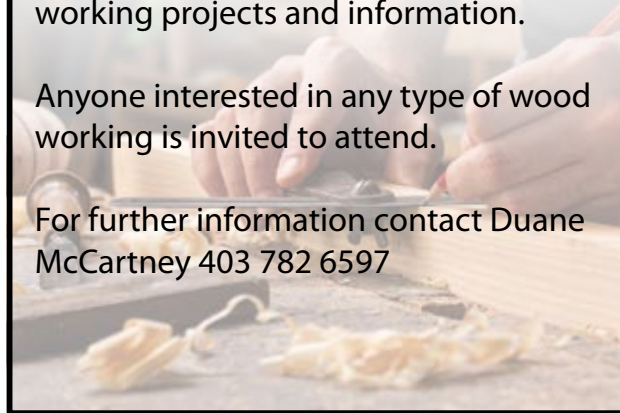 working projects and information.
Anyone interested in any type of wood
working is invited to attend.
For further information contact Duane
McCartney 403 782 6597